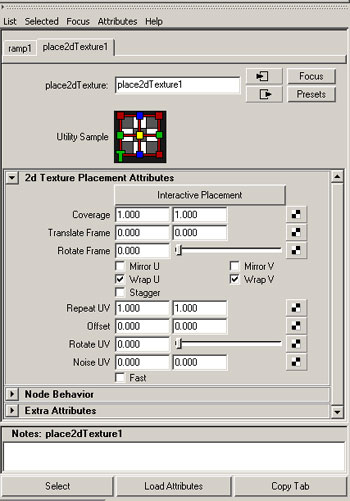 List Selected Focus Attributes Help
ramp1 place2dTexture1
place2dTexture: place2dTexture1 Focus
Presets
Utility Sample
2d Texture Placement Attributes
Interactive Placement
Coverage 1.000 1.000
Translate Frame 0.000 0.000
Rotate Frame 0.000
Mirror U Mirror V
Wrap U Wrap V
Stagger
Repeat UV 1.000 1.000
Offset 0.000 0.000
Rotate UV 0.000
Noise UV 0.000 0.000
Fast
Node Behavior
Extra Attributes
Notes: place2dTexture1
Select Load Attributes Copy Tab